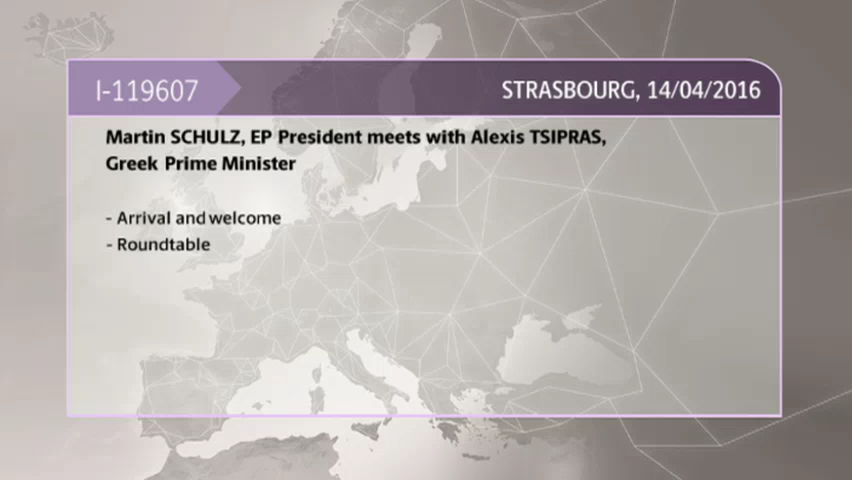 I-119607
STRASBOURG, 14/04/2016
Martin SCHULZ, EP President meets with Alexis TSIPRAS,
Greek Prime Minister
- Arrival and welcome
- Roundtable